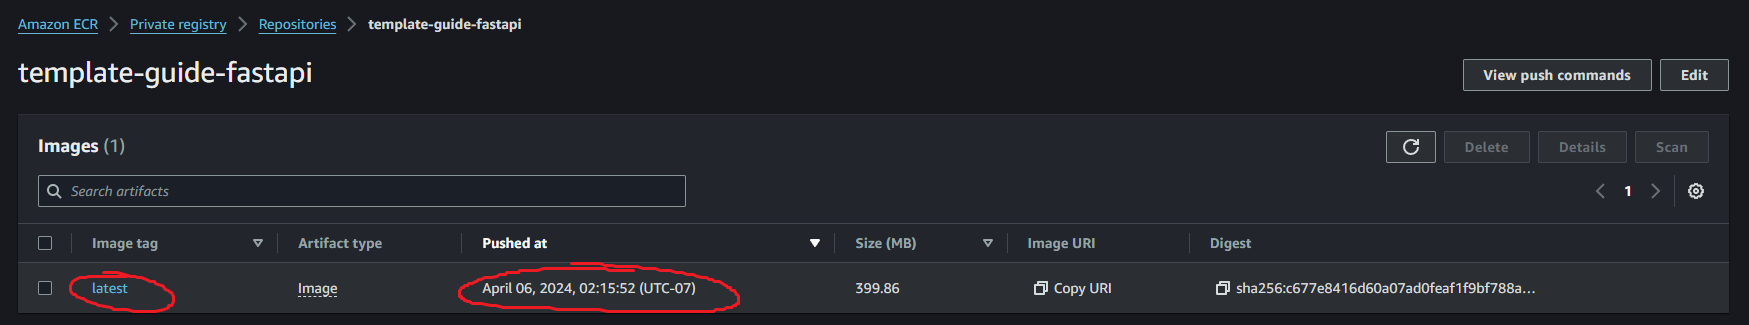 Amazon ECR > Private registry > Repositories > template-guide-fastapi
template-guide-fastapi
View push commands
Edit
Images (1)
Delete
Details
Scan
Search artifacts
1
Image tag
Artifact type
Pushed at
Size (MB)
Image URI
Digest
latest
Image
April 06, 2024, 02:15:52 (UTC-07)
399.86
Copy URI
sha256:c677e8416d60a07ad0feaf1f9bf788a...